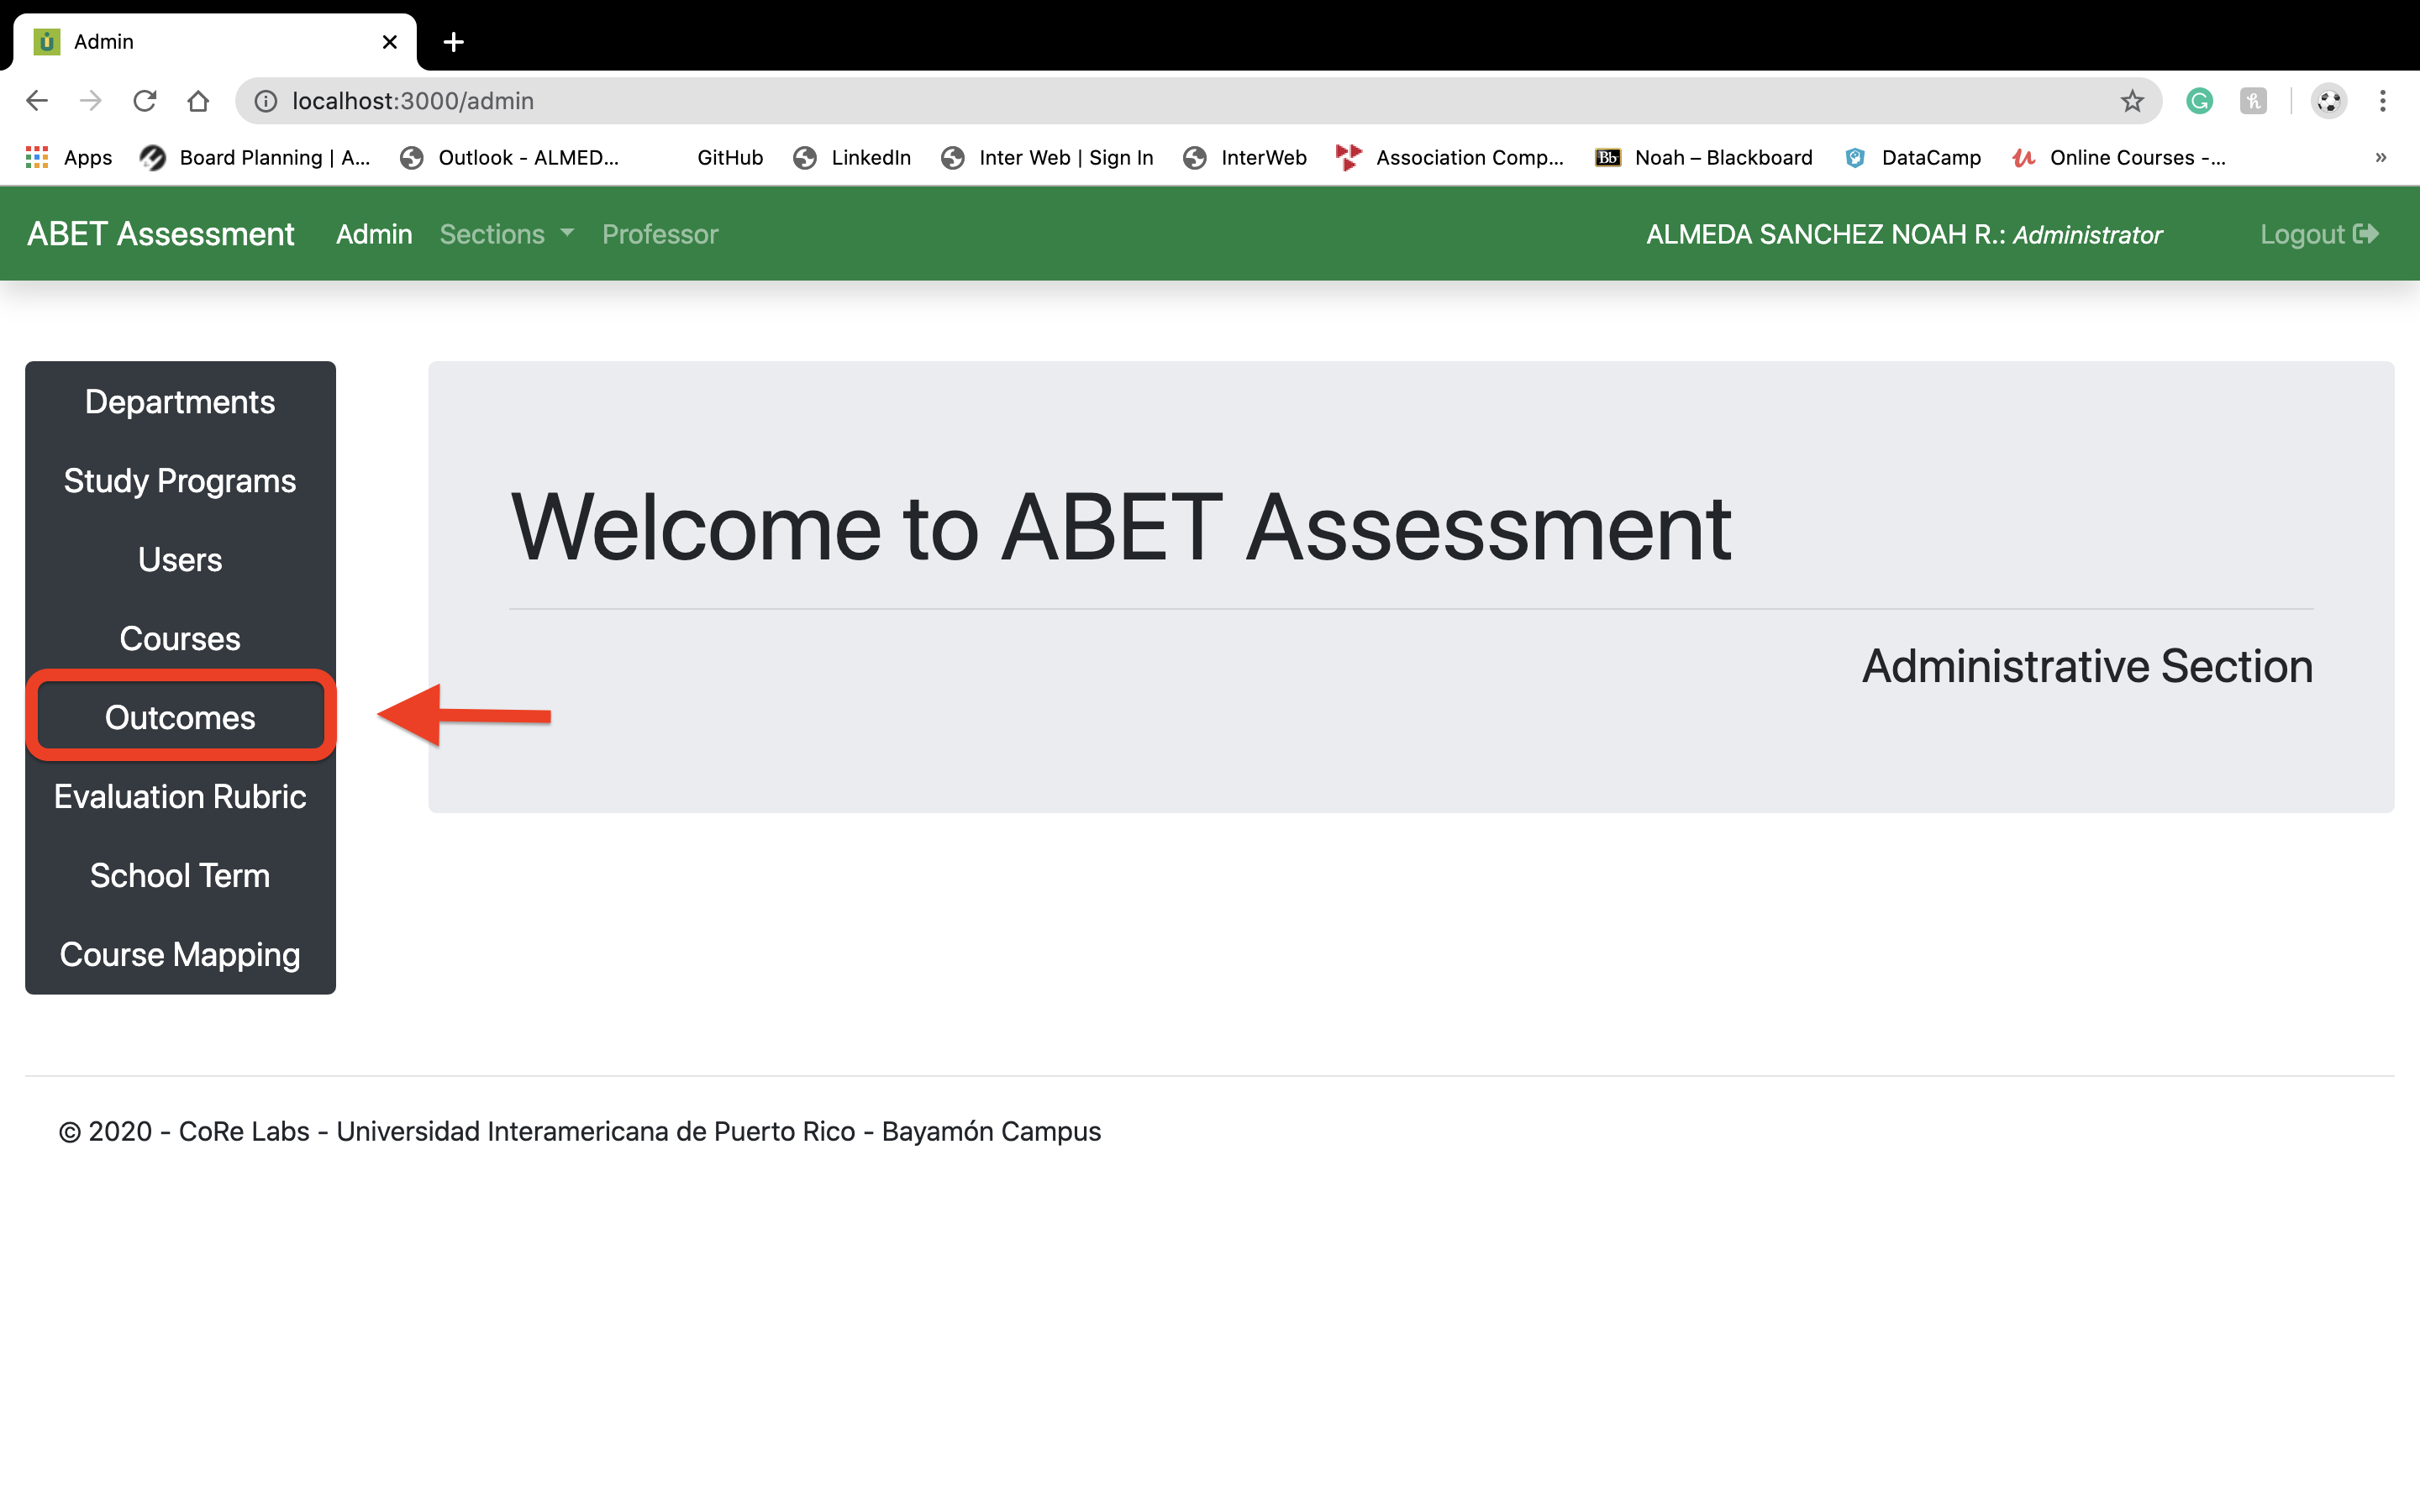 Admin
localhost:3000/admin
Apps Board Planning | A... Outlook - ALMED... GitHub LinkedIn Inter Web | Sign In InterWeb Association Comp... Bb Noah – Blackboard DataCamp Online Courses -... »
ABET Assessment Admin Sections Professor ALMEDA SANCHEZ NOAH R.: Administrator Logout
Departments
Study Programs
Users
Courses
Outcomes
Evaluation Rubric
School Term
Course Mapping
Welcome to ABET Assessment
Administrative Section
© 2020 - CoRe Labs - Universidad Interamericana de Puerto Rico - Bayamón Campus